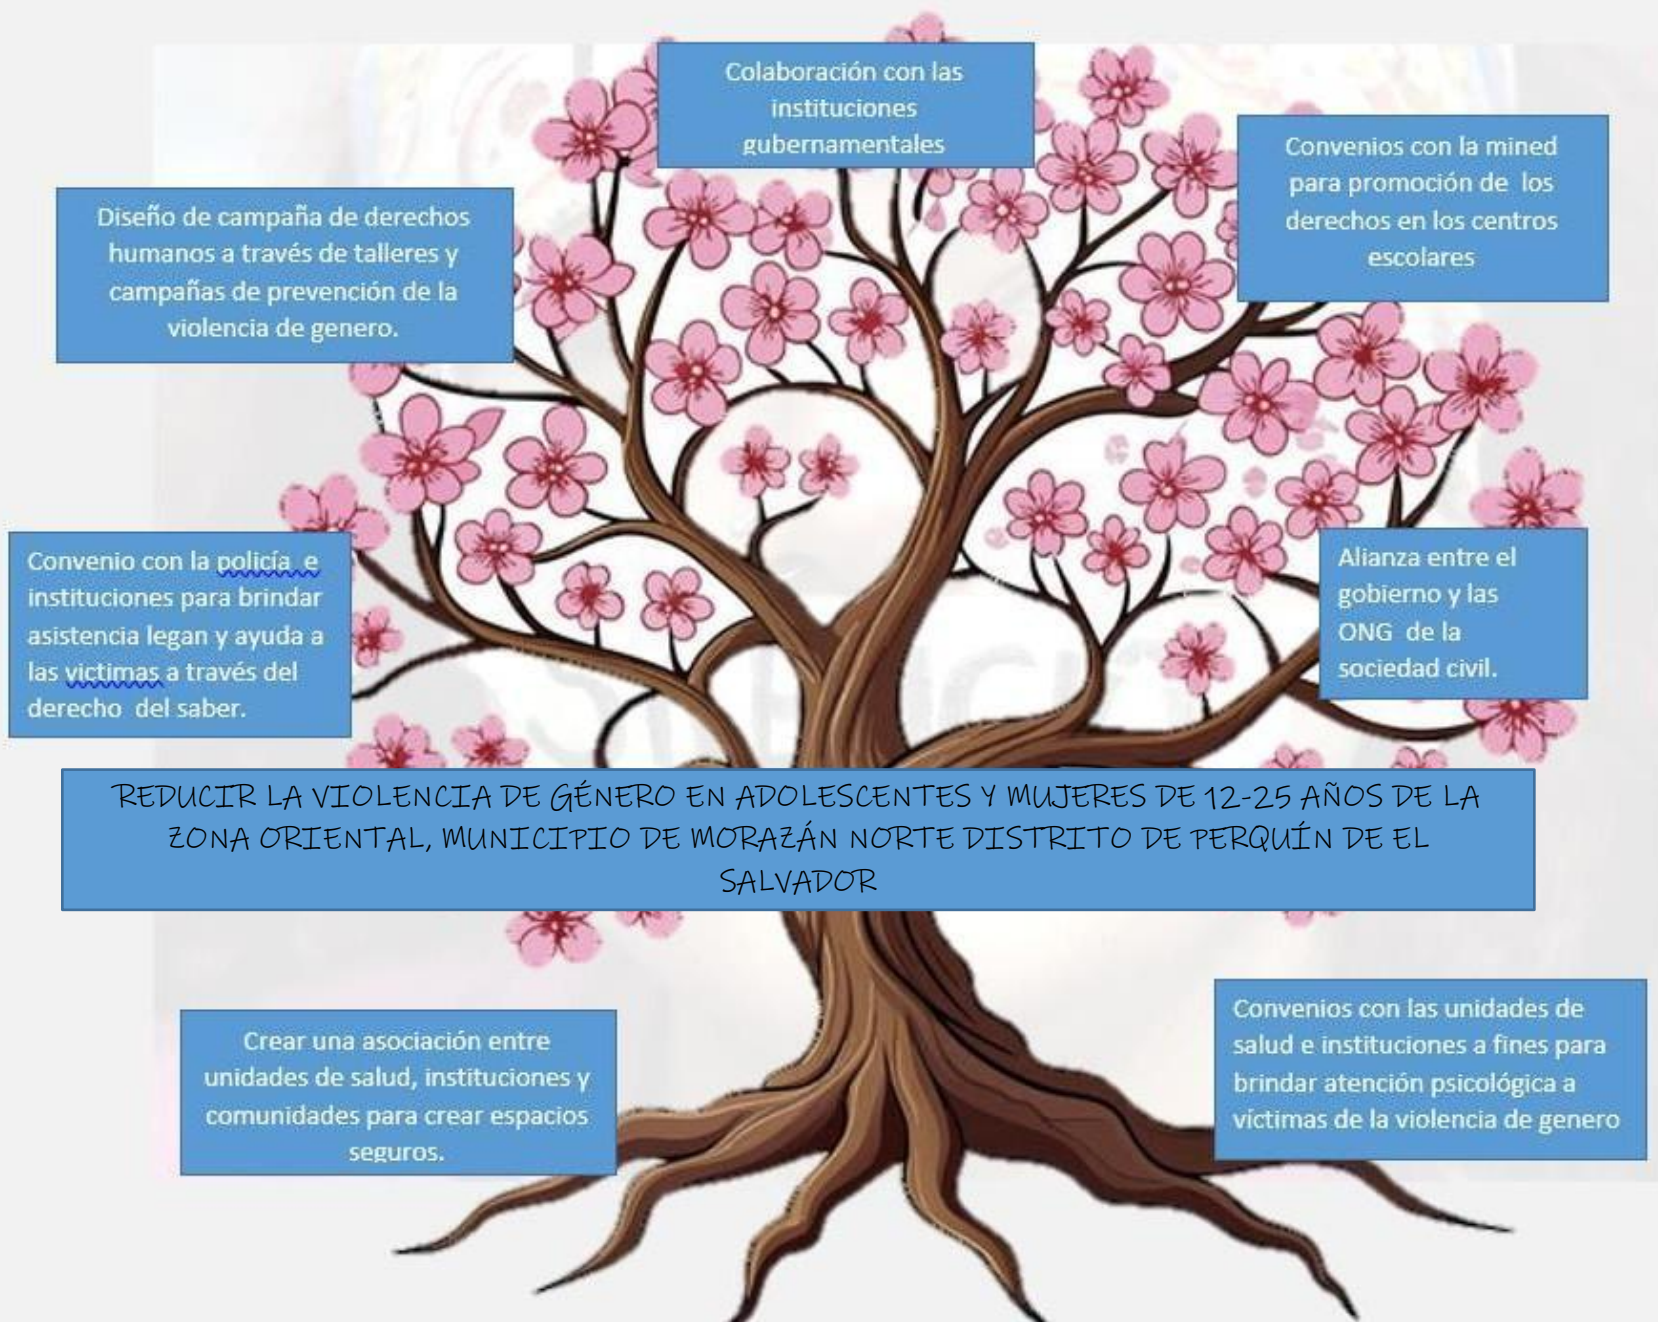 Colaboración con las
instituciones
gubernamentales
Convenios con la mined
para promoción de los
derechos en los centros
escolares
Diseño de campaña de derechos
humanos a través de talleres y
campañas de prevención de la
violencia de genero.
Convenio con la policía e
instituciones para brindar
asistencia legan y ayuda a
las victimas a través del
derecho del saber.
Alianza entre el
gobierno y las
ONG de la
sociedad civil.
REDUCIR LA VIOLENCIA DE GÉNERO EN ADOLESCENTES Y MUJERES DE 12-25 AÑOS DE LA
ZONA ORIENTAL, MUNICIPIO DE MORAZÁN NORTE DISTRITO DE PERQUÍN DE EL
SALVADOR
Crear una asociación entre
unidades de salud, instituciones y
comunidades para crear espacios
seguros.
Convenios con las unidades de
salud e instituciones a fines para
brindar atención psicológica a
víctimas de la violencia de genero